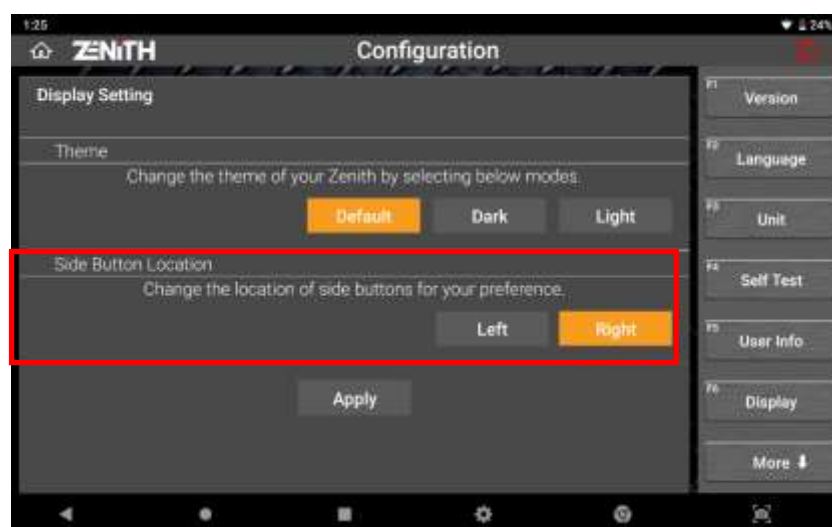 1:25
24%
ZENITH
Configuration
Display Setting
Theme
Change the theme of your Zenith by selecting below modes.
Default
Dark
Light
Side Button Location
Change the location of side buttons for your preference.
Left
Right
Apply
F1
Version
F2
Language
F3
Unit
F4
Self Test
F5
User Info
F6
Display
More